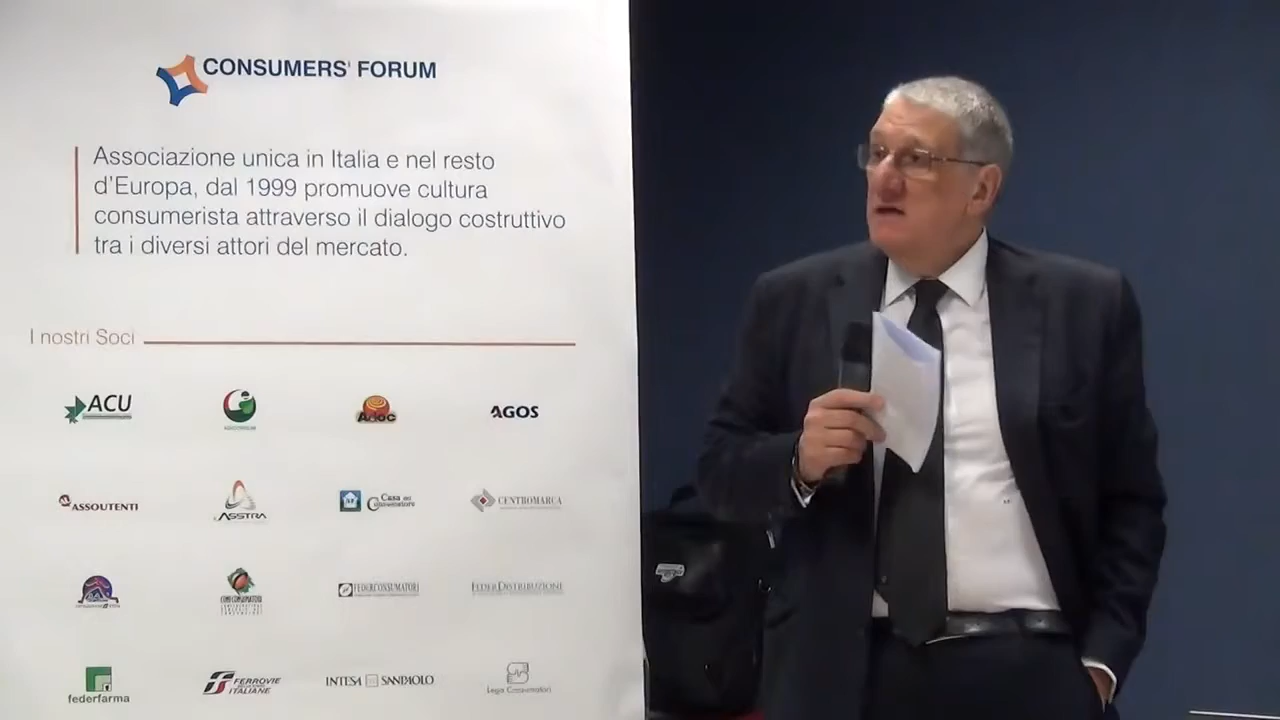 CONSUMERS' FORUM
Associazione unica in Italia e nel resto
d'Europa, dal 1999 promuove cultura
consumerista attraverso il dialogo costruttivo
tra i diversi attori del mercato.
I nostri Soci
ACU
Adoc
AGOS
ASSOUTENTI
ASSTRA
Casa del Consumatore
CENTROMARCA
FEDERCONSUMATORI
FEDERDISTRIBUZIONE
federfarma
FERROVIE
ITALIANE
INTESA SANPAOLO
Lega Consumatori